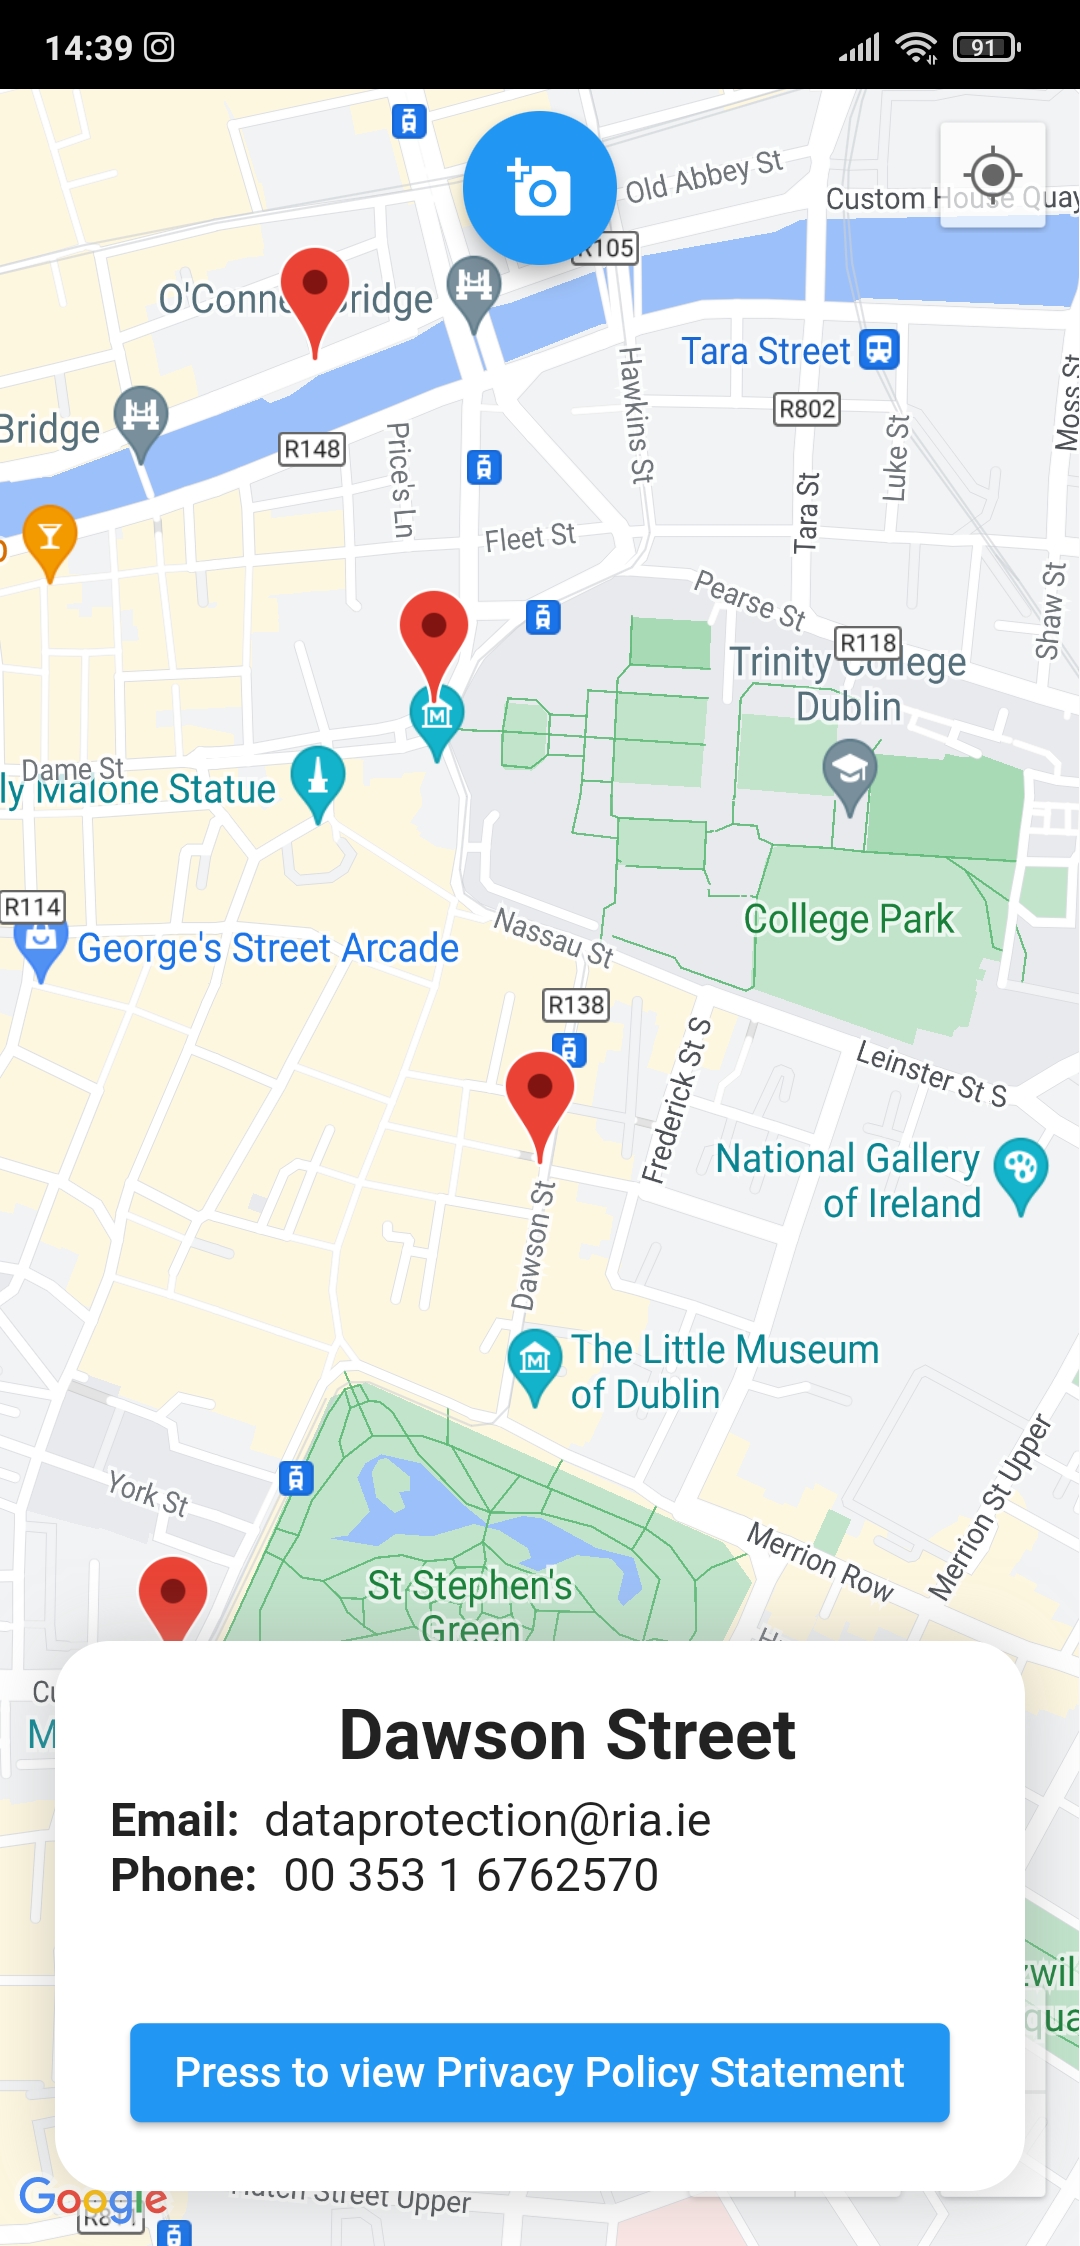 14:39
91
Old Abbey St
Custom House Quay
R105
O'Conne
ridge
Tara Street
Hawkins St
R802
Moss St
Bridge
R148
Price's Ln
Luke St
Tara St
Fleet St
Pearse St
Shaw St
R118
Trinity College
Dublin
Dame St
ly Malone Statue
R114
George's Street Arcade
College Park
Nassau St
R138
Frederick St S
Leinster St S
National Gallery
of Ireland
Dawson St
The Little Museum
of Dublin
York St
Merrion St Upper
Merrion Row
St Stephen's
Green
Dawson Street
Email: dataprotection@ria.ie
Phone: 00 353 1 6762570
Press to view Privacy Policy Statement
Google
Hatch Street Upper